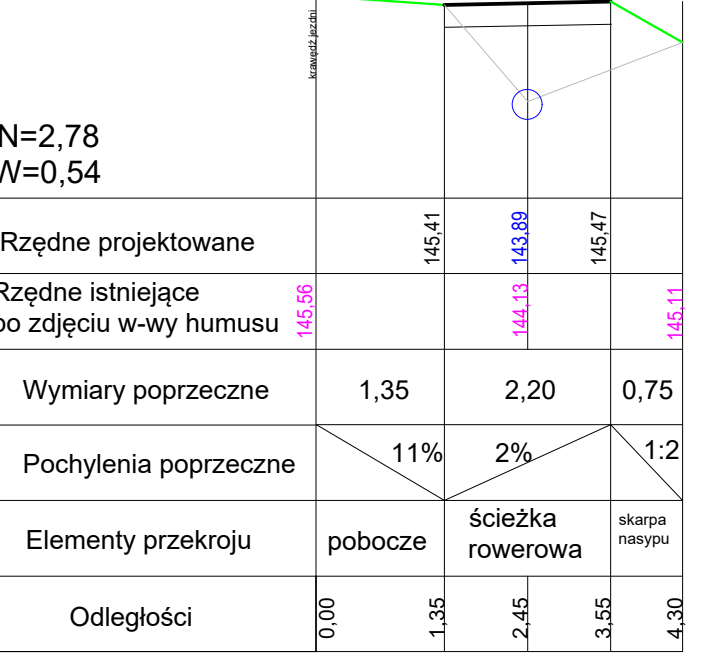 krawędź jezdni
N=2,78
W=0,54
Rzędne projektowane
145,41
143,89
145,47
Rzędne istniejące
po zdjęciu w-wy humusu
145,56
144,13
145,11
Wymiary poprzeczne
1,35
2,20
0,75
Pochylenia poprzeczne
11%
2%
1:2
Elementy przekroju
pobocze
ścieżka
rowerowa
skarpa
nasypu
Odległości
0,00
1,35
2,45
3,55
4,30